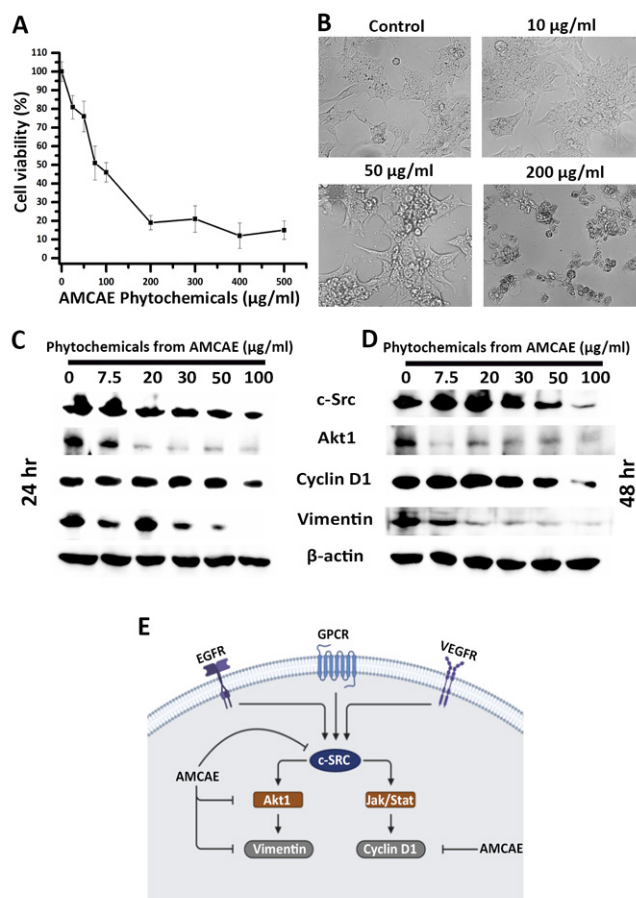 A
Cell viability (%)
110
100
90
80
70
60
50
40
30
20
10
0
0 100 200 300 400 500
AMCAE Phytochemicals (µg/ml)
B
Control 10 µg/ml
50 µg/ml 200 µg/ml
C
Phytochemicals from AMCAE (µg/ml)
0 7.5 20 30 50 100
24 hr
D
Phytochemicals from AMCAE (µg/ml)
0 7.5 20 30 50 100
48 hr
c-Src
Akt1
Cyclin D1
Vimentin
β-actin
E
EGFR
GPCR
VEGFR
c-SRC
AMCAE
Akt1
Jak/Stat
Vimentin
Cyclin D1
AMCAE